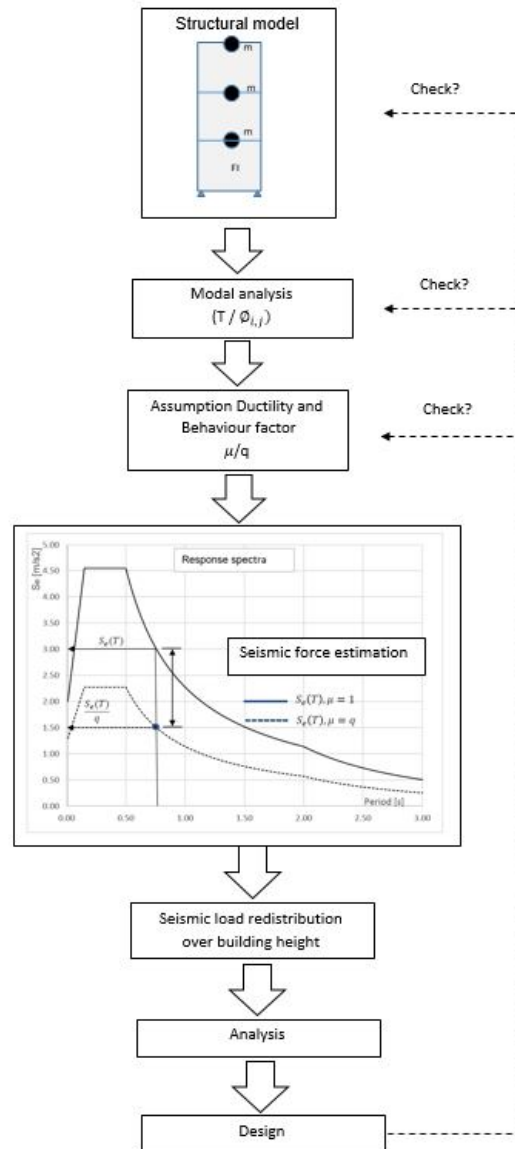 Structural model
m
m
m
Check?
Modal analysis
(T / Ø𝑖,𝑗)
Check?
Assumption Ductility and
Behaviour factor
μ/q
Check?
Se [m/s2]
5.00
4.50
4.00
3.50
3.00
2.50
2.00
1.50
1.00
0.50
0.00
Response spectra
Sₑ(T)
Seismic force estimation
Sₑ(T), μ = 1
Sₑ(T)
q
Sₑ(T), μ = q
Period [s]
0.00 0.50 1.00 1.50 2.00 2.50 3.00
Seismic load redistribution
over building height
Analysis
Design